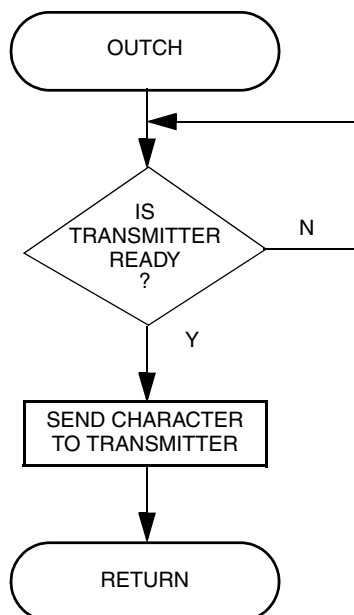 OUTCH
IS
TRANSMITTER
READY
?
N
Y
SEND CHARACTER
TO TRANSMITTER
RETURN